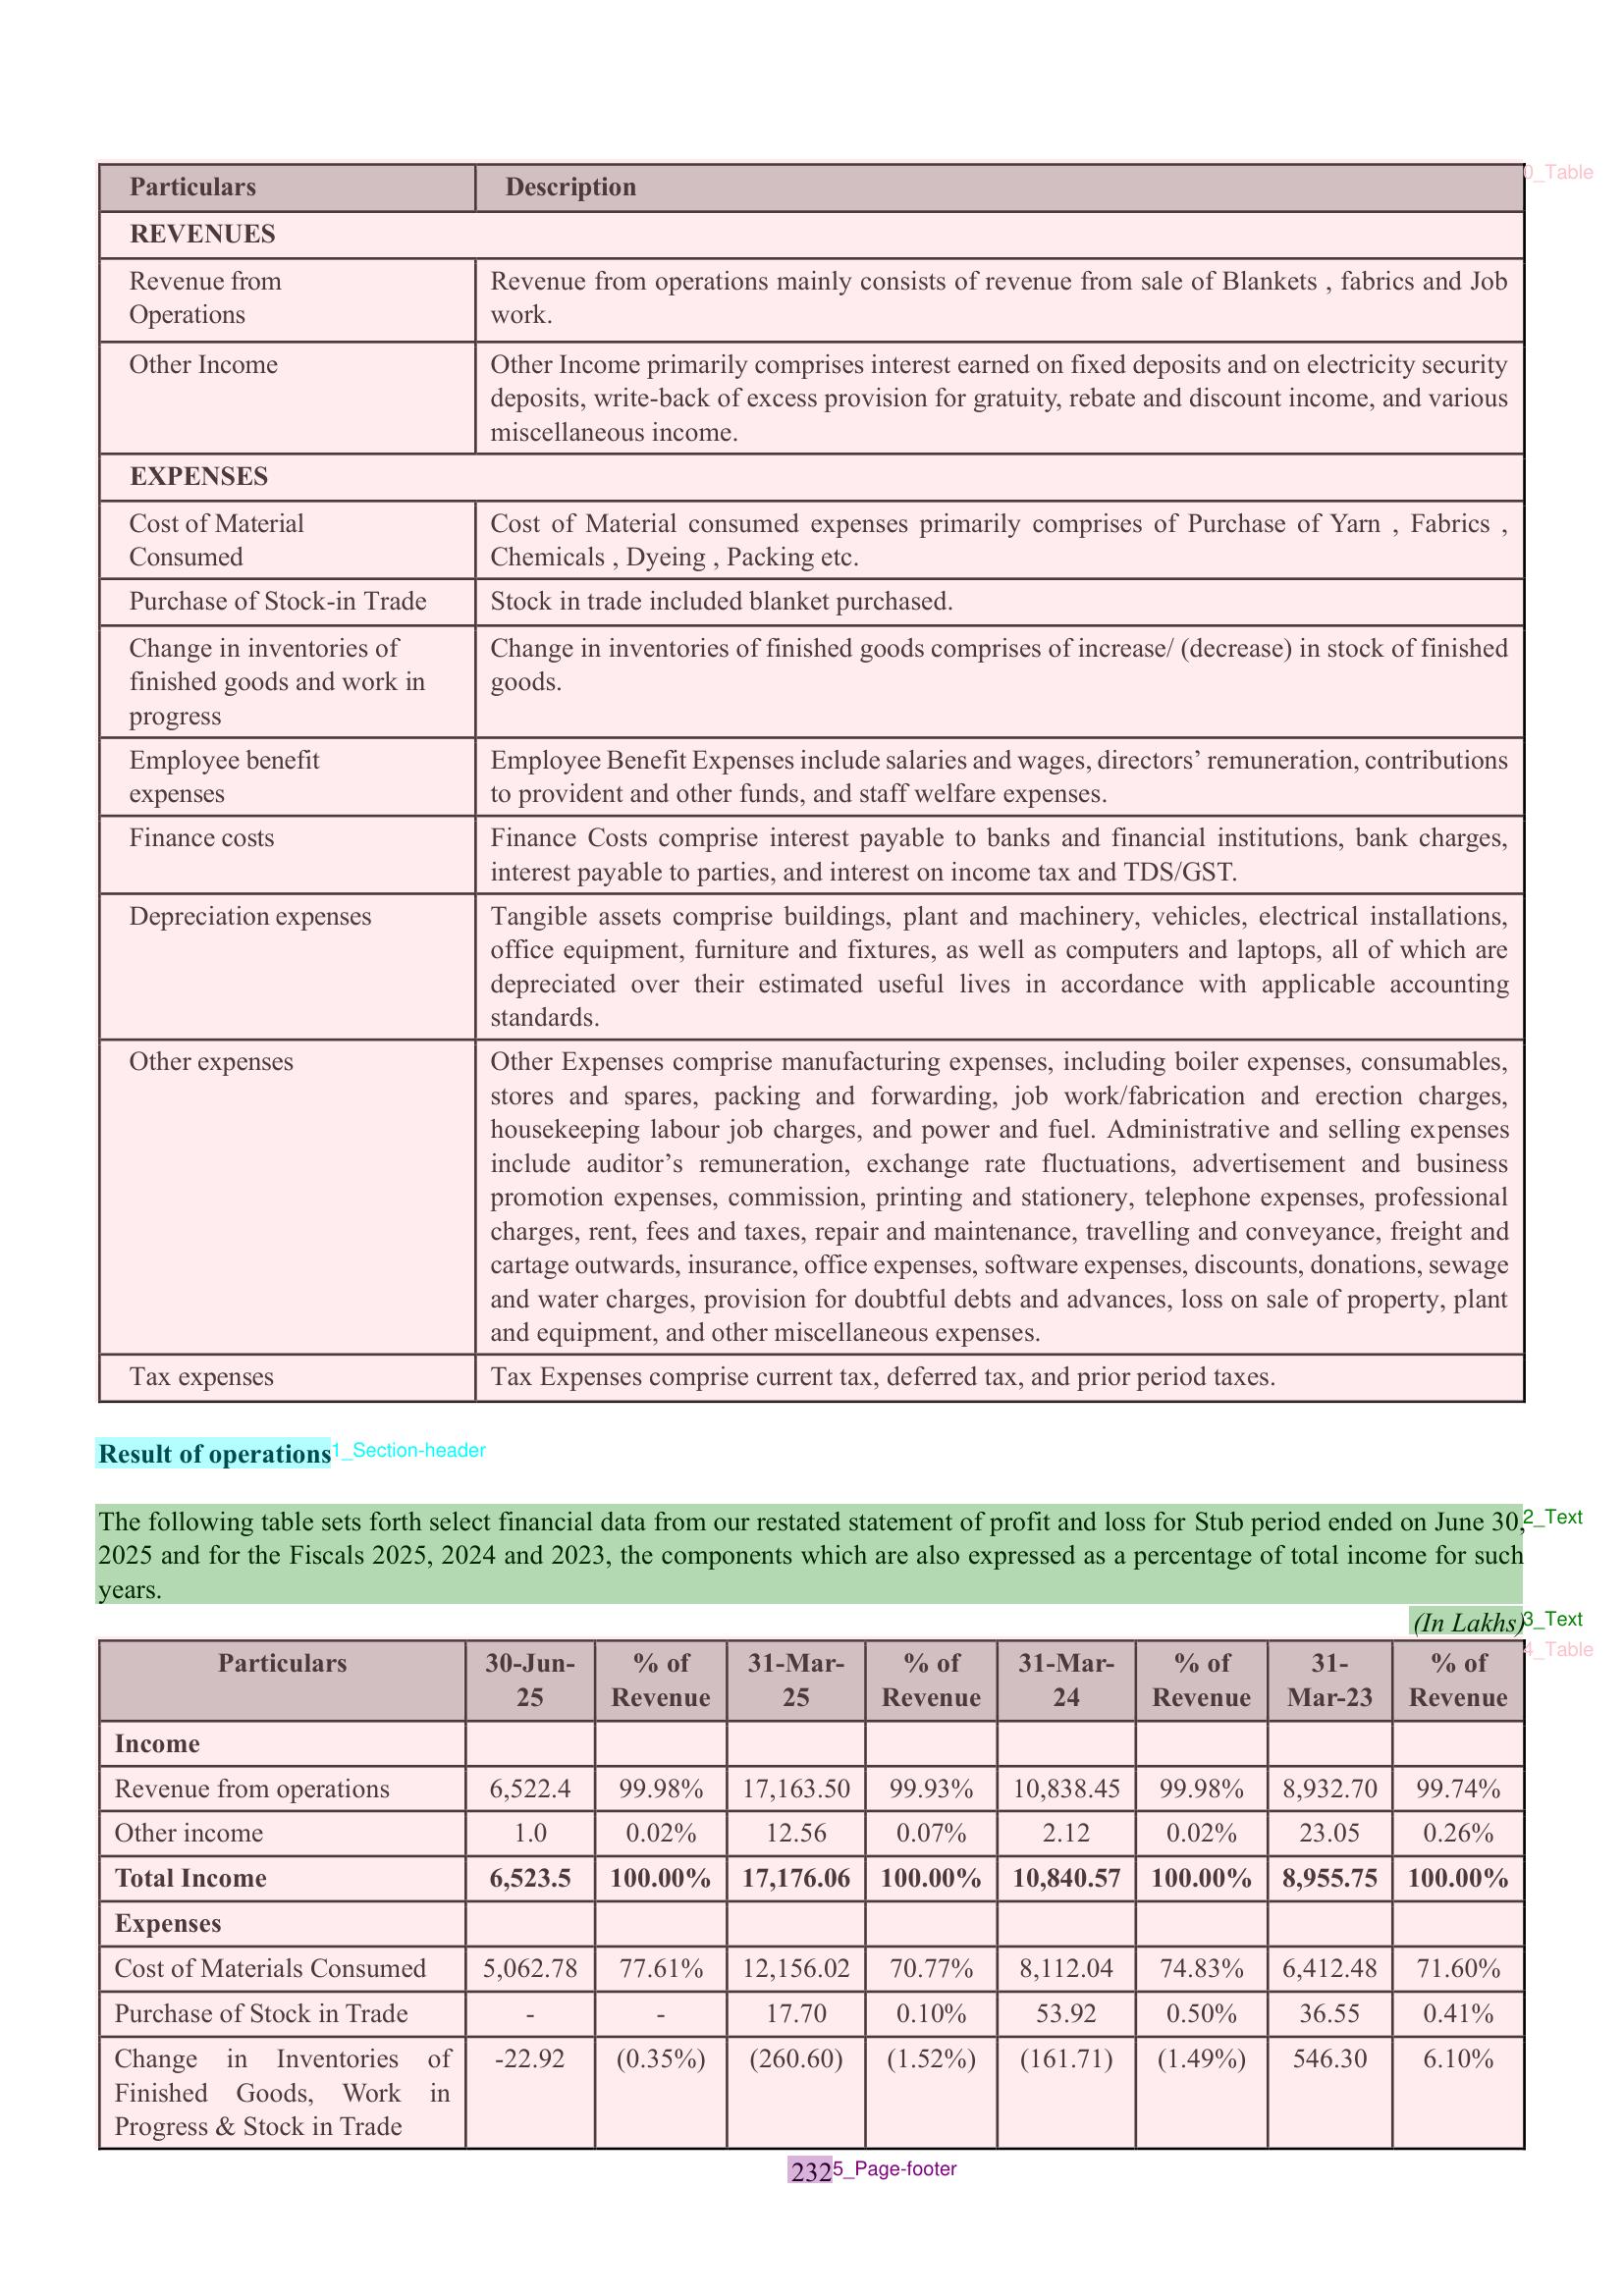 Particulars Description
0_Table
REVENUES
Revenue from Operations Revenue from operations mainly consists of revenue from sale of Blankets , fabrics and Job
work.
Other Income Other Income primarily comprises interest earned on fixed deposits and on electricity security
deposits, write-back of excess provision for gratuity, rebate and discount income, and various
miscellaneous income.
EXPENSES
Cost of Material Consumed Cost of Material consumed expenses primarily comprises of Purchase of Yarn , Fabrics ,
Chemicals , Dyeing , Packing etc.
Purchase of Stock-in Trade Stock in trade included blanket purchased.
Change in inventories of finished goods and work in progress Change in inventories of finished goods comprises of increase/ (decrease) in stock of finished
goods.
Employee benefit expenses Employee Benefit Expenses include salaries and wages, directors’ remuneration, contributions
to provident and other funds, and staff welfare expenses.
Finance costs Finance Costs comprise interest payable to banks and financial institutions, bank charges,
interest payable to parties, and interest on income tax and TDS/GST.
Depreciation expenses Tangible assets comprise buildings, plant and machinery, vehicles, electrical installations,
office equipment, furniture and fixtures, as well as computers and laptops, all of which are
depreciated over their estimated useful lives in accordance with applicable accounting
standards.
Other expenses Other Expenses comprise manufacturing expenses, including boiler expenses, consumables,
stores and spares, packing and forwarding, job work/fabrication and erection charges,
housekeeping labour job charges, and power and fuel. Administrative and selling expenses
include auditor’s remuneration, exchange rate fluctuations, advertisement and business
promotion expenses, commission, printing and stationery, telephone expenses, professional
charges, rent, fees and taxes, repair and maintenance, travelling and conveyance, freight and
cartage outwards, insurance, office expenses, software expenses, discounts, donations, sewage
and water charges, provision for doubtful debts and advances, loss on sale of property, plant
and equipment, and other miscellaneous expenses.
Tax expenses Tax Expenses comprise current tax, deferred tax, and prior period taxes.
Result of operations 1_Section-header
The following table sets forth select financial data from our restated statement of profit and loss for Stub period ended on June 30, 2_Text
2025 and for the Fiscals 2025, 2024 and 2023, the components which are also expressed as a percentage of total income for such
years.
(In Lakhs) 3_Text
4_Table
Particulars 30-Jun-25 % of Revenue 31-Mar-25 % of Revenue 31-Mar-24 % of Revenue 31-Mar-23 % of Revenue
Income
Revenue from operations 6,522.4 99.98% 17,163.50 99.93% 10,838.45 99.98% 8,932.70 99.74%
Other income 1.0 0.02% 12.56 0.07% 2.12 0.02% 23.05 0.26%
Total Income 6,523.5 100.00% 17,176.06 100.00% 10,840.57 100.00% 8,955.75 100.00%
Expenses
Cost of Materials Consumed 5,062.78 77.61% 12,156.02 70.77% 8,112.04 74.83% 6,412.48 71.60%
Purchase of Stock in Trade - - 17.70 0.10% 53.92 0.50% 36.55 0.41%
Change in Inventories of Finished Goods, Work in Progress & Stock in Trade -22.92 (0.35%) (260.60) (1.52%) (161.71) (1.49%) 546.30 6.10%
232 5_Page-footer